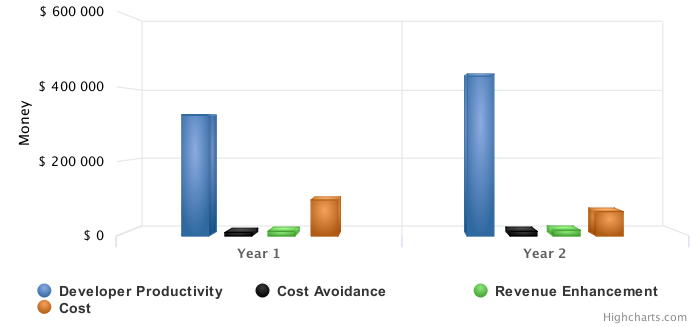 $ 600 000
$ 400 000
$ 200 000
$ 0
Money
Year 1
Year 2
Developer Productivity
Cost Avoidance
Revenue Enhancement
Cost
Highcharts.com